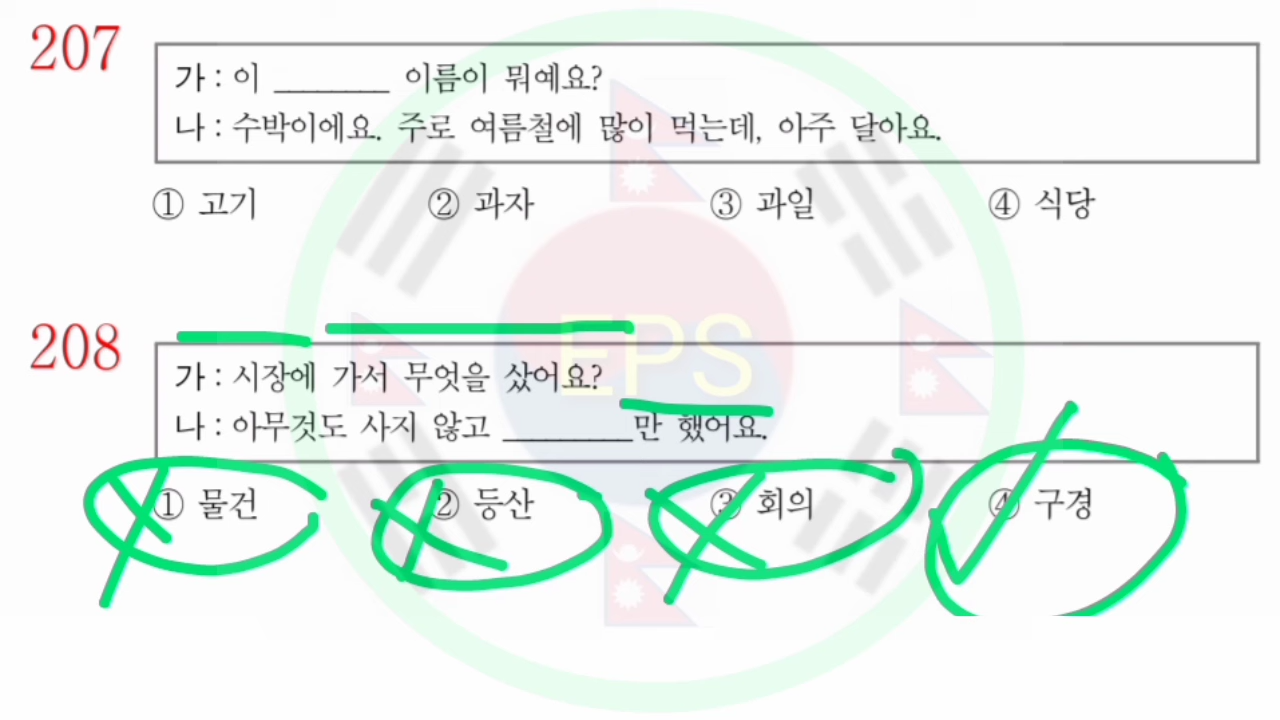 207
가 : 이 ________ 이름이 뭐예요?
나 : 수박이에요. 주로 여름철에 많이 먹는데, 아주 달아요.
① 고기 ② 과자 ③ 과일 ④ 식당
208
가 : 시장에 가서 무엇을 샀어요?
나 : 아무것도 사지 않고 _________만 했어요.
① 물건 ② 등산 ③ 회의 ④ 구경
EPS